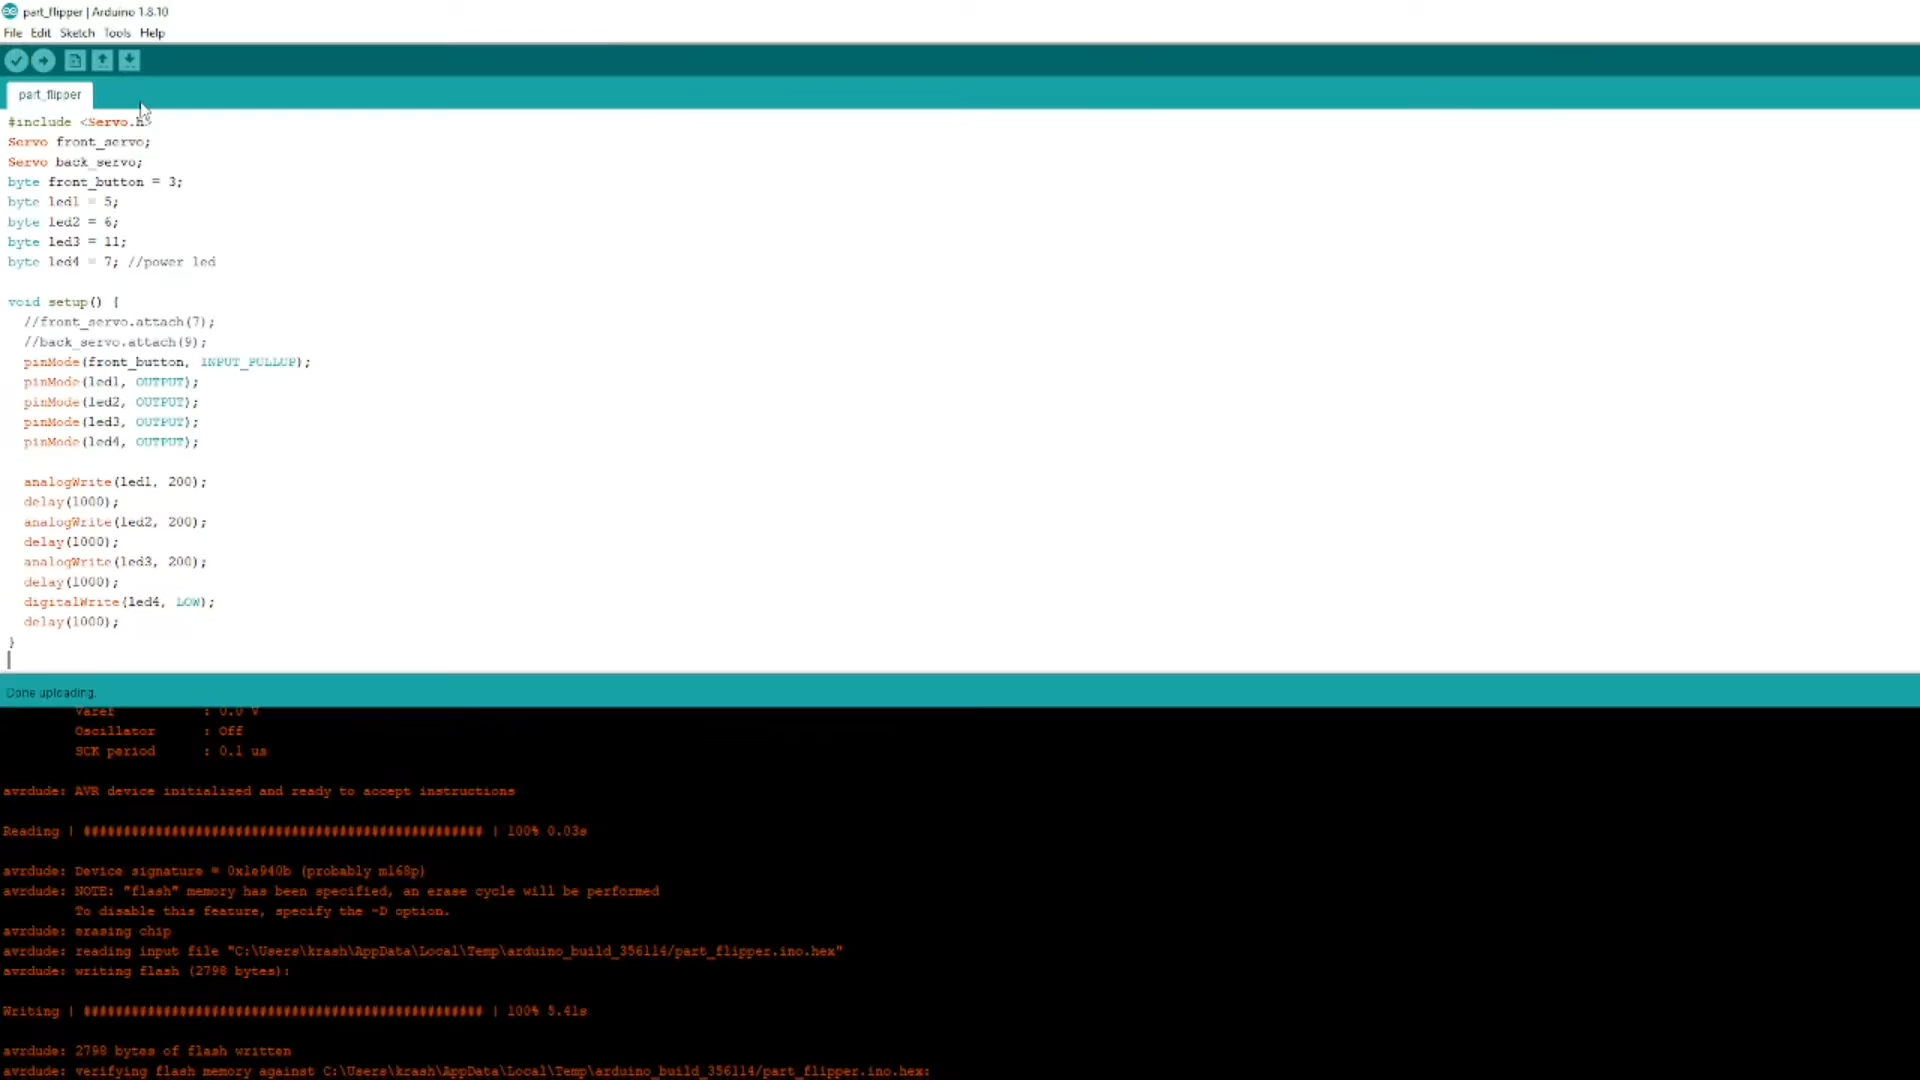 part_flipper | Arduino 1.8.10
File Edit Sketch Tools Help
part_flipper
#include <Servo.h>
Servo front_servo;
Servo back_servo;
byte front_button = 3;
byte led1 = 5;
byte led2 = 6;
byte led3 = 11;
byte led4 = 7; //power led
void setup() {
//front_servo.attach(7);
//back_servo.attach(9);
pinMode(front_button, INPUT_PULLUP);
pinMode(led1, OUTPUT);
pinMode(led2, OUTPUT);
pinMode(led3, OUTPUT);
pinMode(led4, OUTPUT);
analogWrite(led1, 200);
delay(1000);
analogWrite(led2, 200);
delay(1000);
analogWrite(led3, 200);
delay(1000);
digitalWrite(led4, LOW);
delay(1000);
}
Done uploading.
Varef : 0.0 V
Oscillator : Off
SCK period : 0.1 us
avrdude: AVR device initialized and ready to accept instructions
Reading | ################################################## | 100% 0.03s
avrdude: Device signature = 0x1e940b (probably m168p)
avrdude: NOTE: "flash" memory has been specified, an erase cycle will be performed
To disable this feature, specify the -D option.
avrdude: erasing chip
avrdude: reading input file "C:\Users\krash\AppData\Local\Temp\arduino_build_356114/part_flipper.ino.hex"
avrdude: writing flash (2798 bytes):
Writing | ################################################## | 100% 5.41s
avrdude: 2798 bytes of flash written
avrdude: verifying flash memory against C:\Users\krash\AppData\Local\Temp\arduino_build_356114/part_flipper.ino.hex: